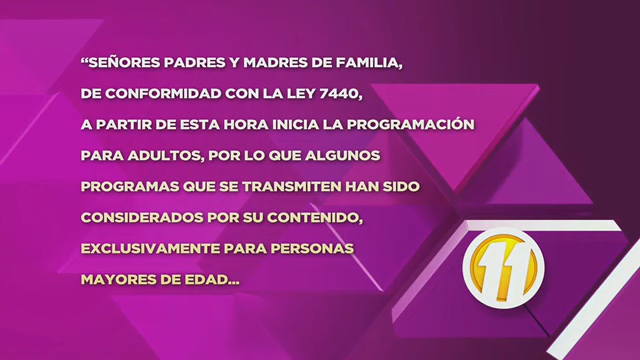 “SEÑORES PADRES Y MADRES DE FAMILIA,
DE CONFORMIDAD CON LA LEY 7440,
A PARTIR DE ESTA HORA INICIA LA PROGRAMACIÓN
PARA ADULTOS, POR LO QUE ALGUNOS
PROGRAMAS QUE SE TRANSMITEN HAN SIDO
CONSIDERADOS POR SU CONTENIDO,
EXCLUSIVAMENTE PARA PERSONAS
MAYORES DE EDAD...
11